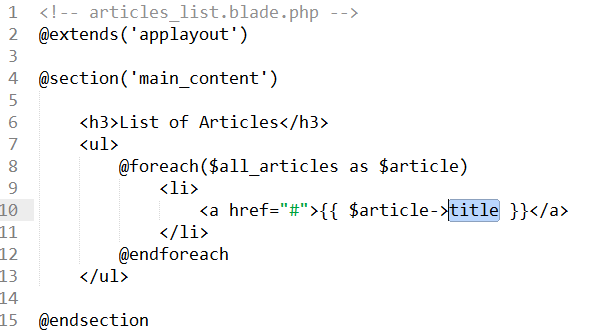 1 <!-- articles_list.blade.php -->
2 @extends('applayout')
3
4 @section('main_content')
5
6     <h3>List of Articles</h3>
7     <ul>
8         @foreach($all_articles as $article)
9             <li>
10                 <a href="#">{{ $article->title }}</a>
11             </li>
12         @endforeach
13     </ul>
14
15 @endsection